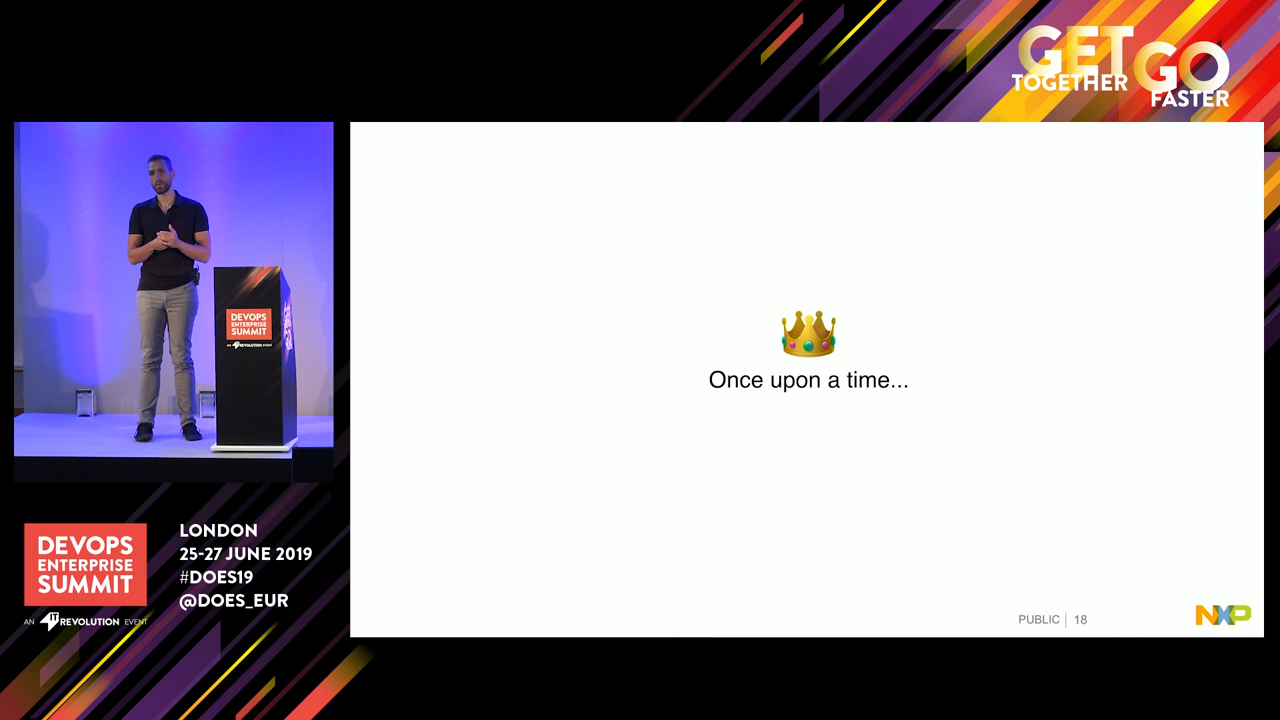 GET
TOGETHER
GO
FASTER
DEVOPS
ENTERPRISE
SUMMIT
Once upon a time...
DEVOPS
ENTERPRISE
SUMMIT
AN IT REVOLUTION EVENT
LONDON
25-27 JUNE 2019
#DOES19
@DOES_EUR
PUBLIC | 18
NXP